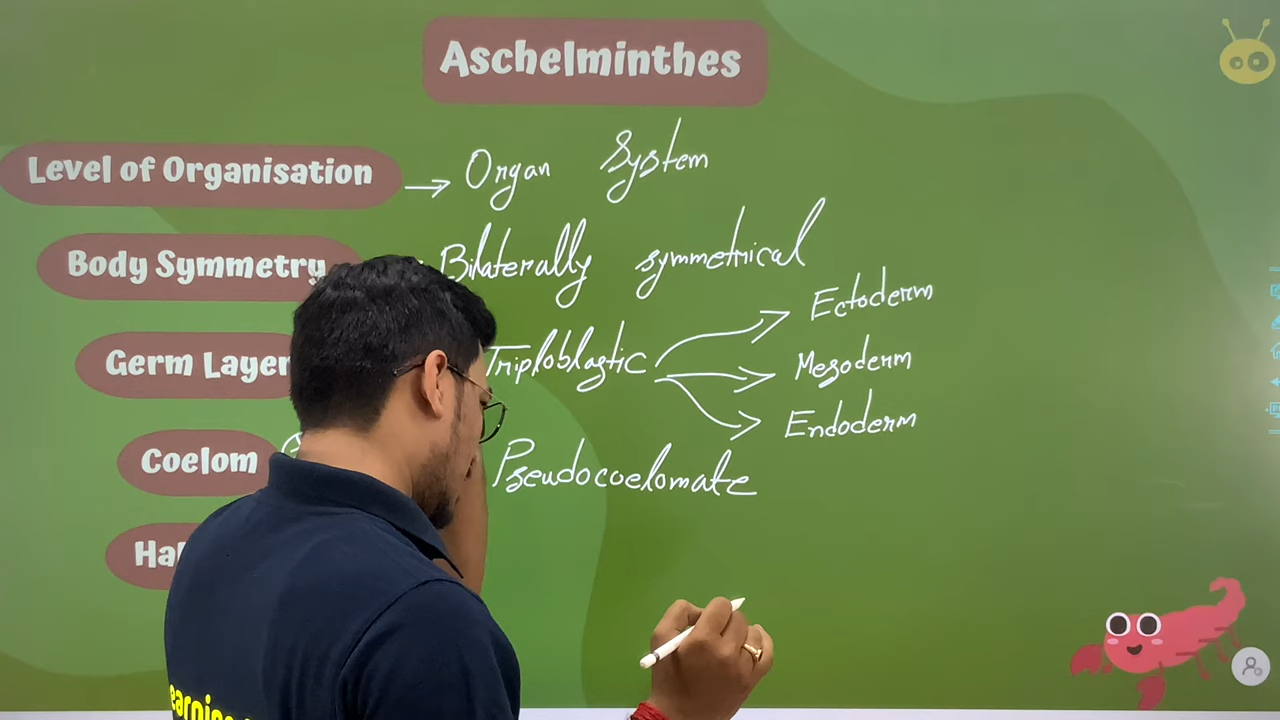 Aschelminthes
Level of Organisation → Organ System
Body Symmetry Bilaterally symmetrical
Ectoderm
Germ Layer Triploblastic
Mesoderm
Endoderm
Coelom Pseudocoelomate